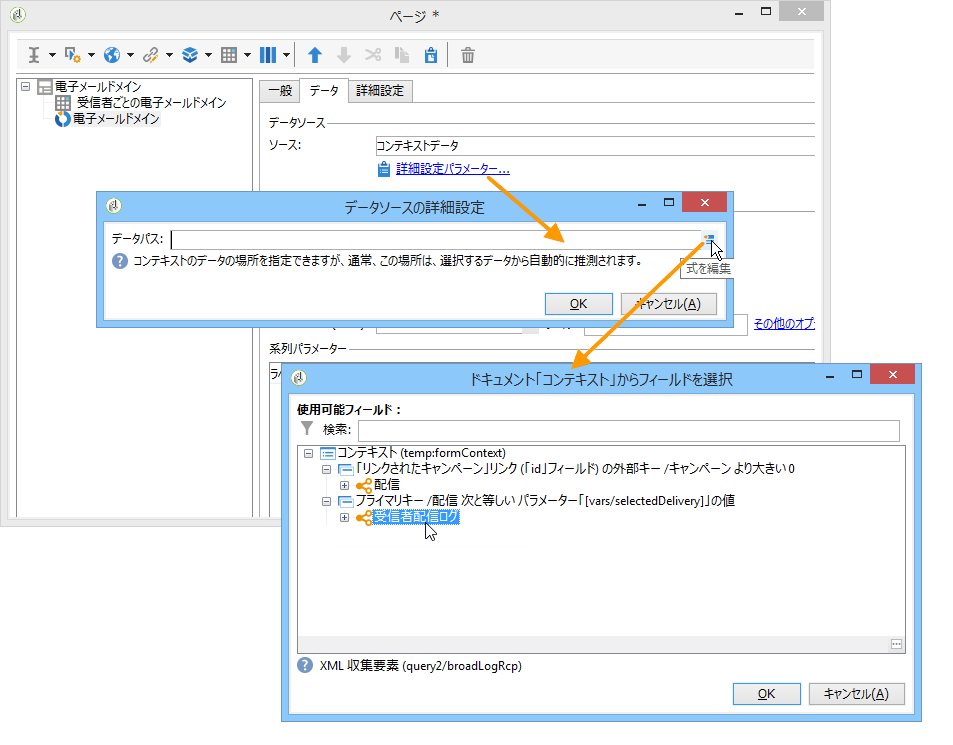 ページ *
電子メールドメイン
受信者ごとの電子メールドメイン
電子メールドメイン
一般 データ 詳細設定
データソース
ソース: コンテキストデータ
詳細設定パラメーター...
データソースの詳細設定
データパス:
コンテキストのデータの場所を指定できますが、通常、この場所は、選択するデータから自動的に推測されます。
式を編集
OK キャンセル(A)
その他のオプ
系列パラメーター
ドキュメント「コンテキスト」からフィールドを選択
使用可能フィールド：
検索:
コンテキスト (temp:formContext)
「リンクされたキャンペーン」リンク (「id」フィールド) の外部キー /キャンペーン より大きい 0
配信
プライマリキー /配信 次と等しい パラメーター「[vars/selectedDelivery]」の値
受信者配信ログ
XML 収集要素 (query2/broadLogRcp)
OK キャンセル(A)